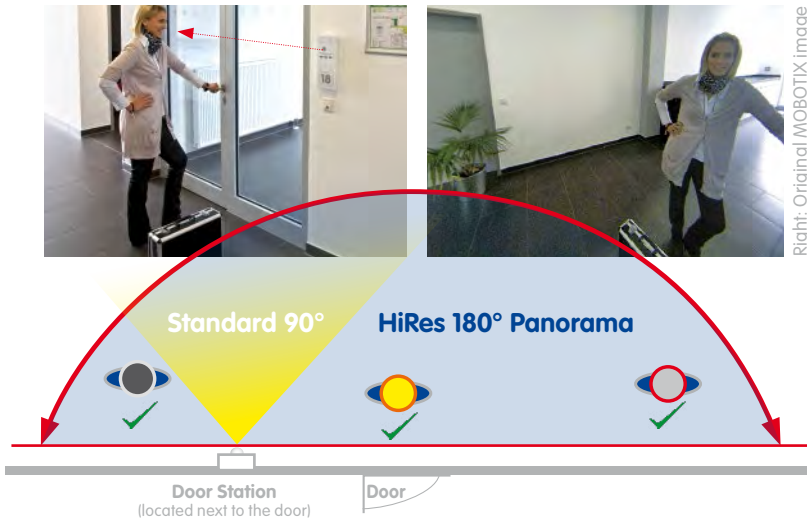 18
Right: Original MOBOTIX image
Standard 90°
HiRes 180° Panorama
Door Station
(located next to the door)
Door